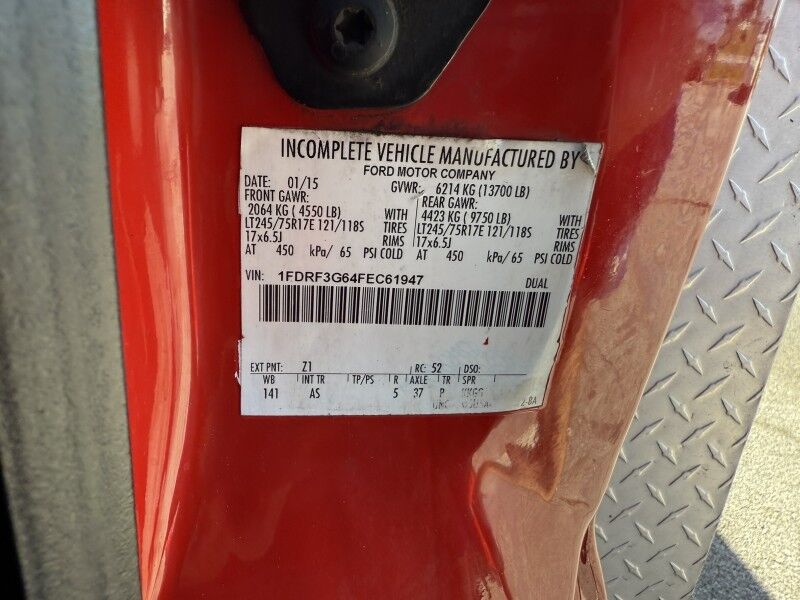 INCOMPLETE VEHICLE MANUFACTURED BY
FORD MOTOR COMPANY
DATE: 01/15 GVWR: 6214 KG (13700 LB)
FRONT GAWR: REAR GAWR:
2064 KG ( 4550 LB) WITH 4423 KG ( 9750 LB) WITH
LT245/75R17E 121/118S TIRES LT245/75R17E 121/118S TIRES
17x6.5J RIMS 17x6.5J RIMS
AT 450 kPa/ 65 PSI COLD AT 450 kPa/ 65 PSI COLD
VIN: 1FDRF3G64FEC61947 DUAL
EXT PNT: Z1 RC: 52 DSO:
WB INT TR TP/PS R AXLE TR SPR
141 AS 5 37 P